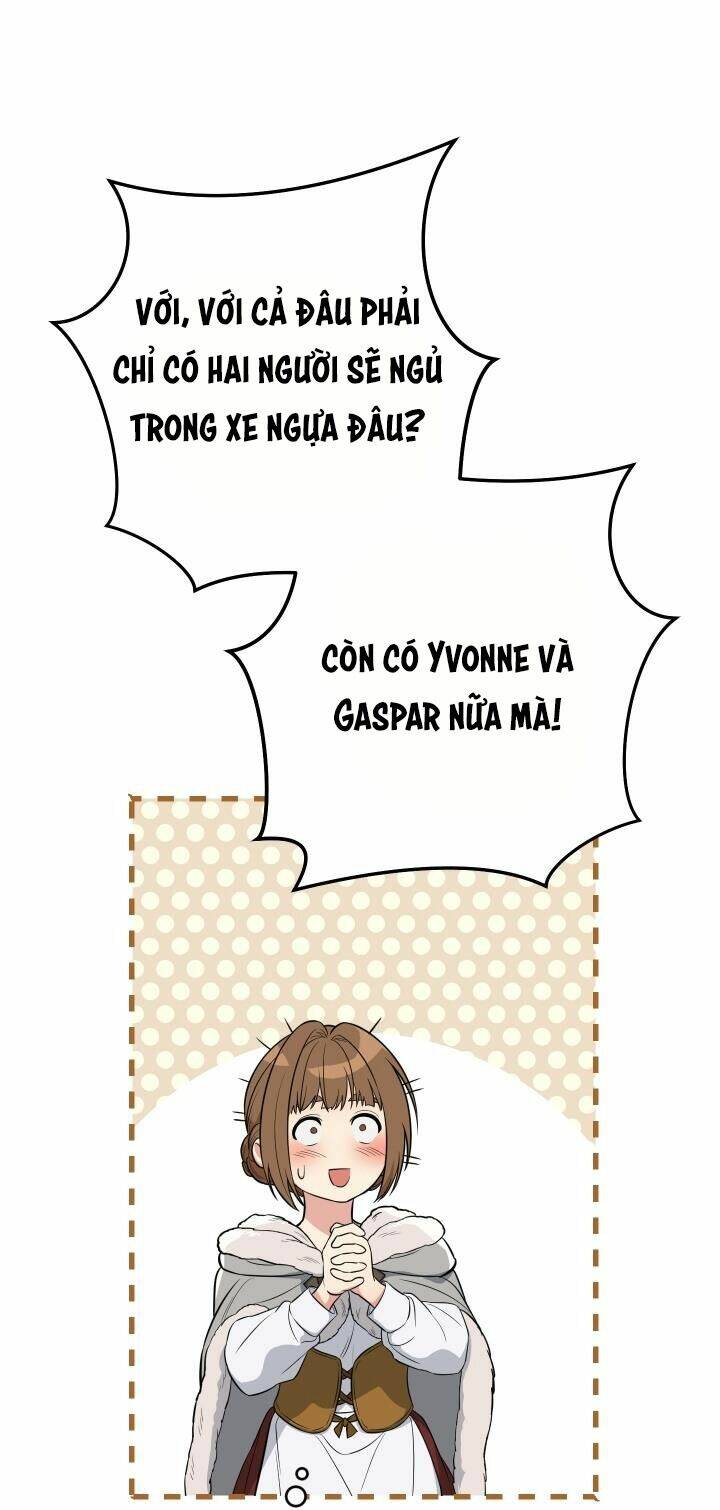 VỚI, VỚI CẢ ĐÂU PHẢI
CHỈ CÓ HAI NGƯỜI SẼ NGỦ
TRONG XE NGỰA ĐÂU?
CÒN CÓ YVONNE VÀ
GASPAR NỮA MÀ!